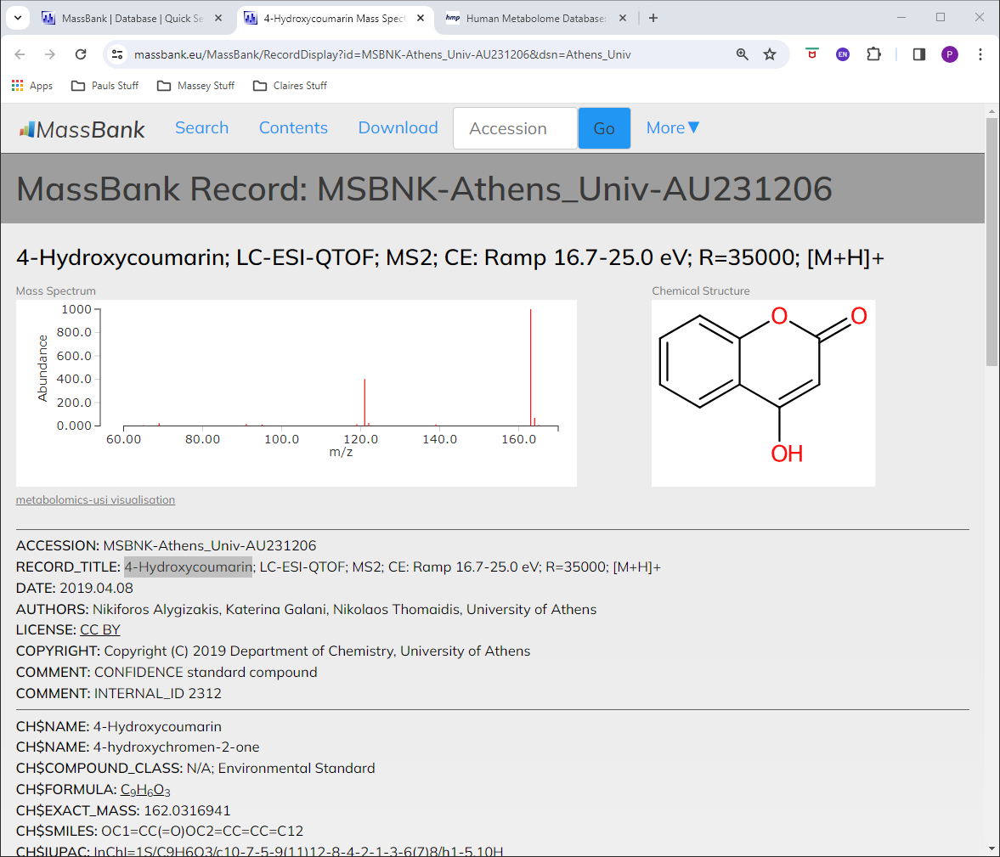 MassBank | Database | Quick Se
4-Hydroxycoumarin Mass Spect
hmp Human Metabolome Database:
massbank.eu/MassBank/RecordDisplay?id=MSBNK-Athens_Univ-AU231206&dsn=Athens_Univ
EN
P
Apps Pauls Stuff Massey Stuff Claires Stuff
MassBank Search Contents Download Accession Go More▼
MassBank Record: MSBNK-Athens_Univ-AU231206
4-Hydroxycoumarin; LC-ESI-QTOF; MS2; CE: Ramp 16.7-25.0 eV; R=35000; [M+H]+
Mass Spectrum
1000
800.0
600.0
400.0
200.0
0.000
Abundance
60.00 80.00 100.0 120.0 140.0 160.0
m/z
Chemical Structure
O O
OH
metabolomics-usi visualisation
ACCESSION: MSBNK-Athens_Univ-AU231206
RECORD_TITLE: 4-Hydroxycoumarin; LC-ESI-QTOF; MS2; CE: Ramp 16.7-25.0 eV; R=35000; [M+H]+
DATE: 2019.04.08
AUTHORS: Nikiforos Alygizakis, Katerina Galani, Nikolaos Thomaidis, University of Athens
LICENSE: CC BY
COPYRIGHT: Copyright (C) 2019 Department of Chemistry, University of Athens
COMMENT: CONFIDENCE standard compound
COMMENT: INTERNAL_ID 2312
CH$NAME: 4-Hydroxycoumarin
CH$NAME: 4-hydroxychromen-2-one
CH$COMPOUND_CLASS: N/A; Environmental Standard
CH$FORMULA: C9H6O3
CH$EXACT_MASS: 162.0316941
CH$SMILES: OC1=CC(=O)OC2=CC=CC=C12
CH$IUPAC: InChI=1S/C9H6O3/c10-7-5-9(11)12-8-4-2-1-3-6(7)8/h1-5,10H